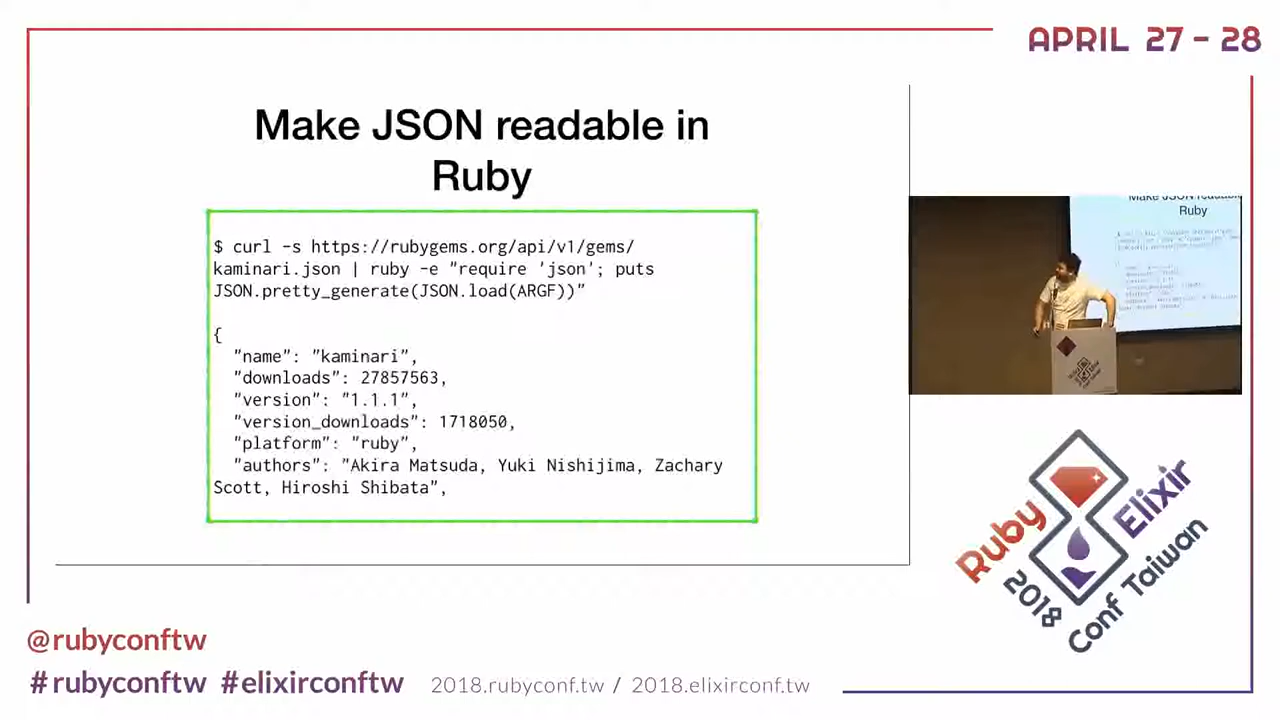 APRIL 27 - 28
Make JSON readable in
Ruby
$ curl -s https://rubygems.org/api/v1/gems/
kaminari.json | ruby -e "require 'json'; puts
JSON.pretty_generate(JSON.load(ARGF))”
{
"name": "kaminari",
"downloads": 27857563,
"version": "1.1.1",
"version_downloads": 1718050,
"platform": "ruby",
"authors": "Akira Matsuda, Yuki Nishijima, Zachary
Scott, Hiroshi Shibata",
Make JSON readable
Ruby
Ruby Elixir
2018 Conf Taiwan
@rubyconftw
#rubyconftw #elixirconftw 2018.rubyconf.tw / 2018.elixirconf.tw